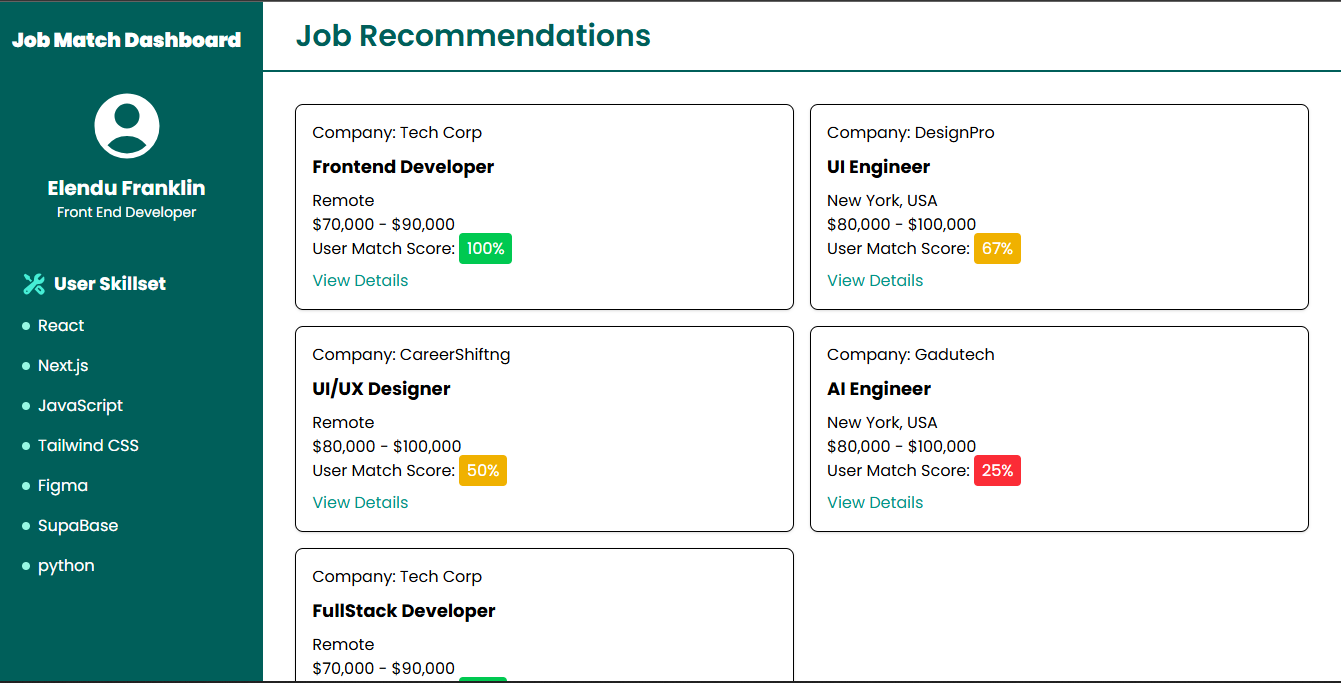 Job Match Dashboard
Elendu Franklin
Front End Developer
User Skillset
React
Next.js
JavaScript
Tailwind CSS
Figma
SupaBase
python
Job Recommendations
Company: Tech Corp
Frontend Developer
Remote
$70,000 - $90,000
User Match Score: 100%
View Details
Company: DesignPro
UI Engineer
New York, USA
$80,000 - $100,000
User Match Score: 67%
View Details
Company: CareerShiftng
UI/UX Designer
Remote
$80,000 - $100,000
User Match Score: 50%
View Details
Company: Gadutech
AI Engineer
New York, USA
$80,000 - $100,000
User Match Score: 25%
View Details
Company: Tech Corp
FullStack Developer
Remote
$70,000 - $90,000